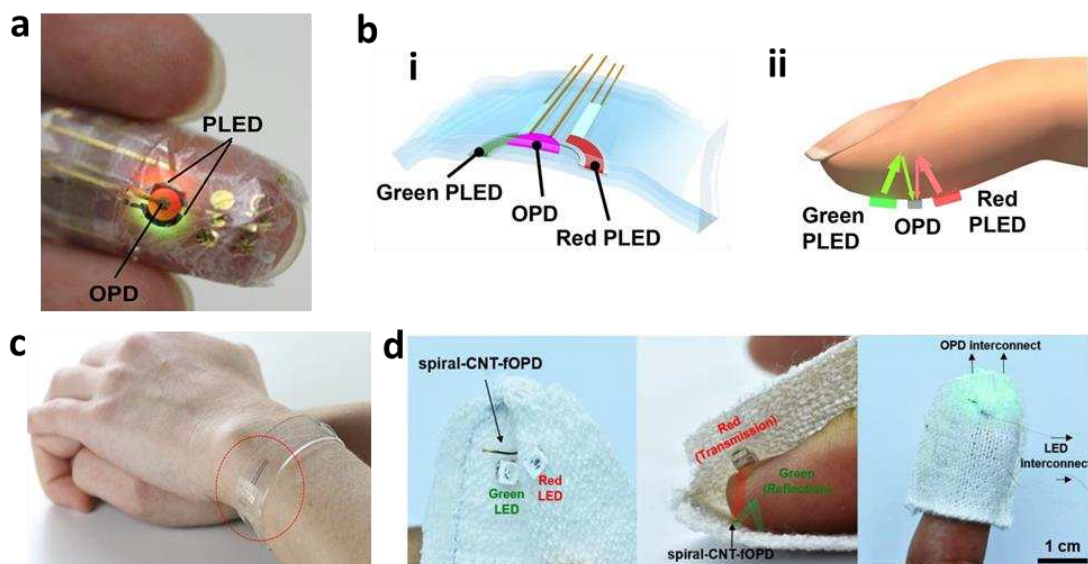 a
PLED
OPD
b
i
Green PLED
OPD
Red PLED
ii
Green
PLED
OPD
Red
PLED
c
d
spiral-CNT-fOPD
Green
LED
Red
LED
Red
(Transmission)
Green
(Reflection)
spiral-CNT-fOPD
OPD interconnect
LED
interconnect
1 cm